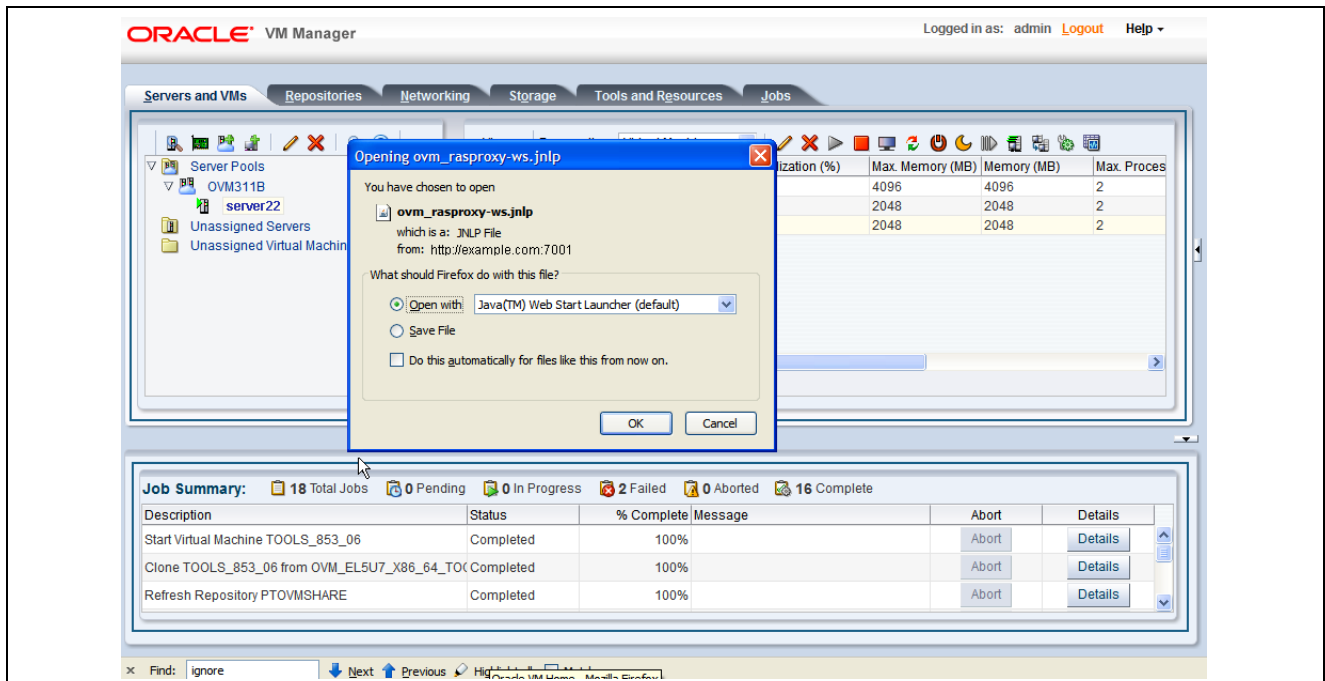 ORACLE VM Manager
Logged in as: admin Logout Help
Servers and VMs Repositories Networking Storage Tools and Resources Jobs
Server Pools
OVM311B
server22
Unassigned Servers
Unassigned Virtual Machin
Max. Memory (MB) Memory (MB) Max. Proces
4096 4096 2
2048 2048 2
2048 2048 2
Opening ovm_rasproxy-ws.jnlp
You have chosen to open
ovm_rasproxy-ws.jnlp
which is a: JNLP File
from: http://example.com:7001
What should Firefox do with this file?
Open with Java(TM) Web Start Launcher (default)
Save File
Do this automatically for files like this from now on.
OK Cancel
Job Summary: 18 Total Jobs 0 Pending 0 In Progress 2 Failed 0 Aborted 16 Complete
Description Status % Complete Message Abort Details
Start Virtual Machine TOOLS_853_06 Completed 100% Abort Details
Clone TOOLS_853_06 from OVM_EL5U7_X86_64_TO Completed 100% Abort Details
Refresh Repository PTOVMSHARE Completed 100% Abort Details
Find: ignore Next Previous
Oracle VM Home - Mozilla Firefox